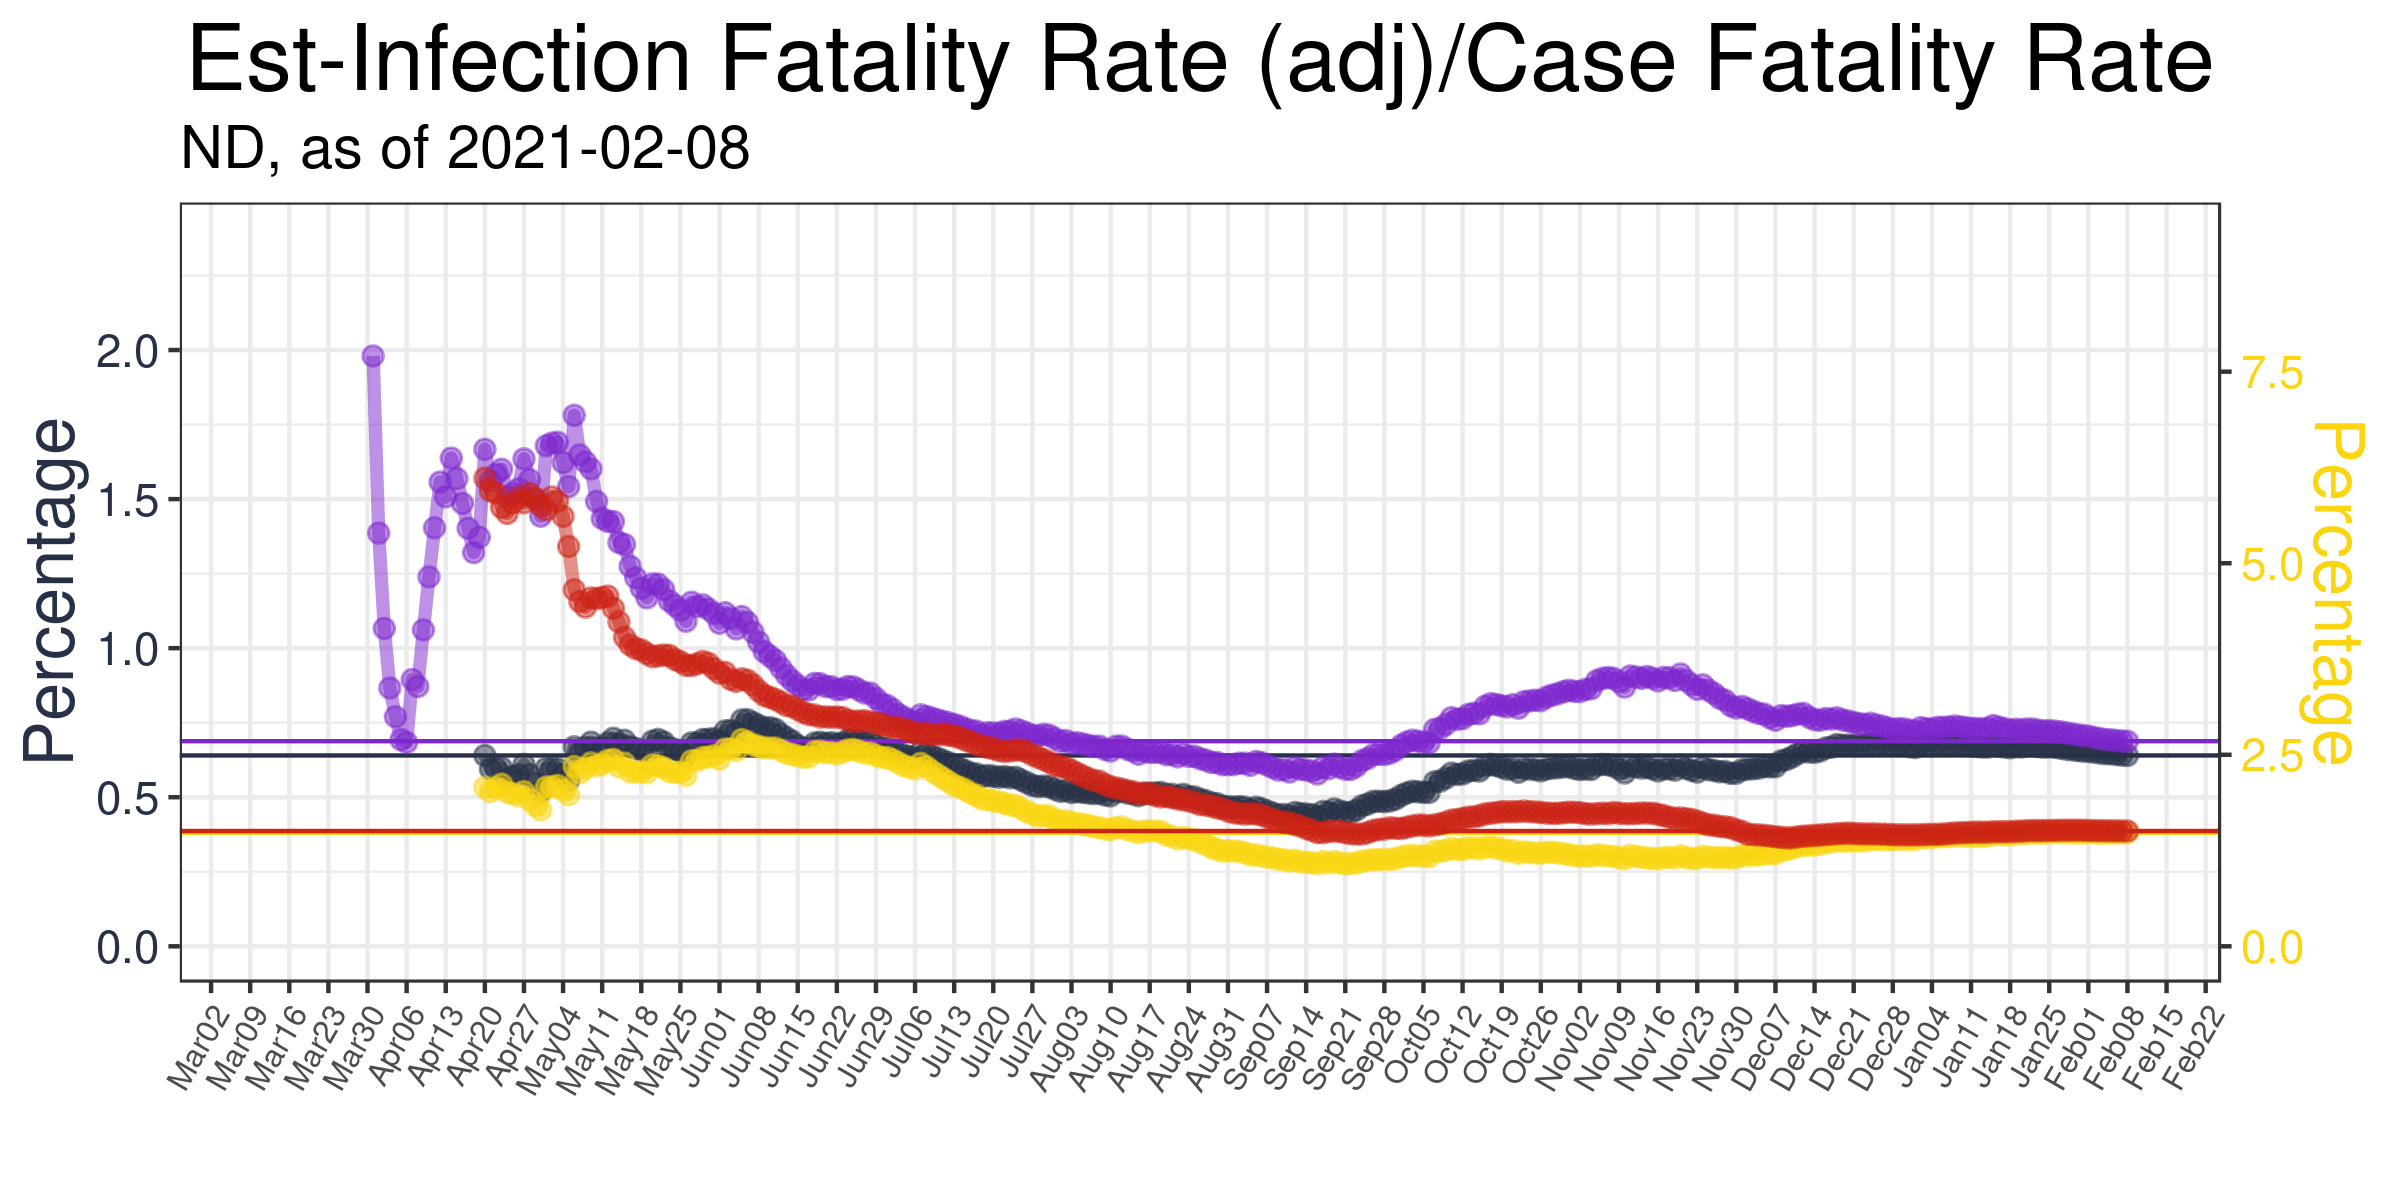 Est-Infection Fatality Rate (adj)/Case Fatality Rate
ND, as of 2021-02-08
Percentage
2.0
1.5
1.0
0.5
0.0
7.5
5.0
2.5
0.0
Percentage
Mar02
Mar09
Mar16
Mar23
Mar30
Apr06
Apr13
Apr20
Apr27
May04
May11
May18
May25
Jun01
Jun08
Jun15
Jun22
Jun29
Jul06
Jul13
Jul20
Jul27
Aug03
Aug10
Aug17
Aug24
Aug31
Sep07
Sep14
Sep21
Sep28
Oct05
Oct12
Oct19
Oct26
Nov02
Nov09
Nov16
Nov23
Nov30
Dec07
Dec14
Dec21
Dec28
Jan04
Jan11
Jan18
Jan25
Feb01
Feb08
Feb15
Feb22